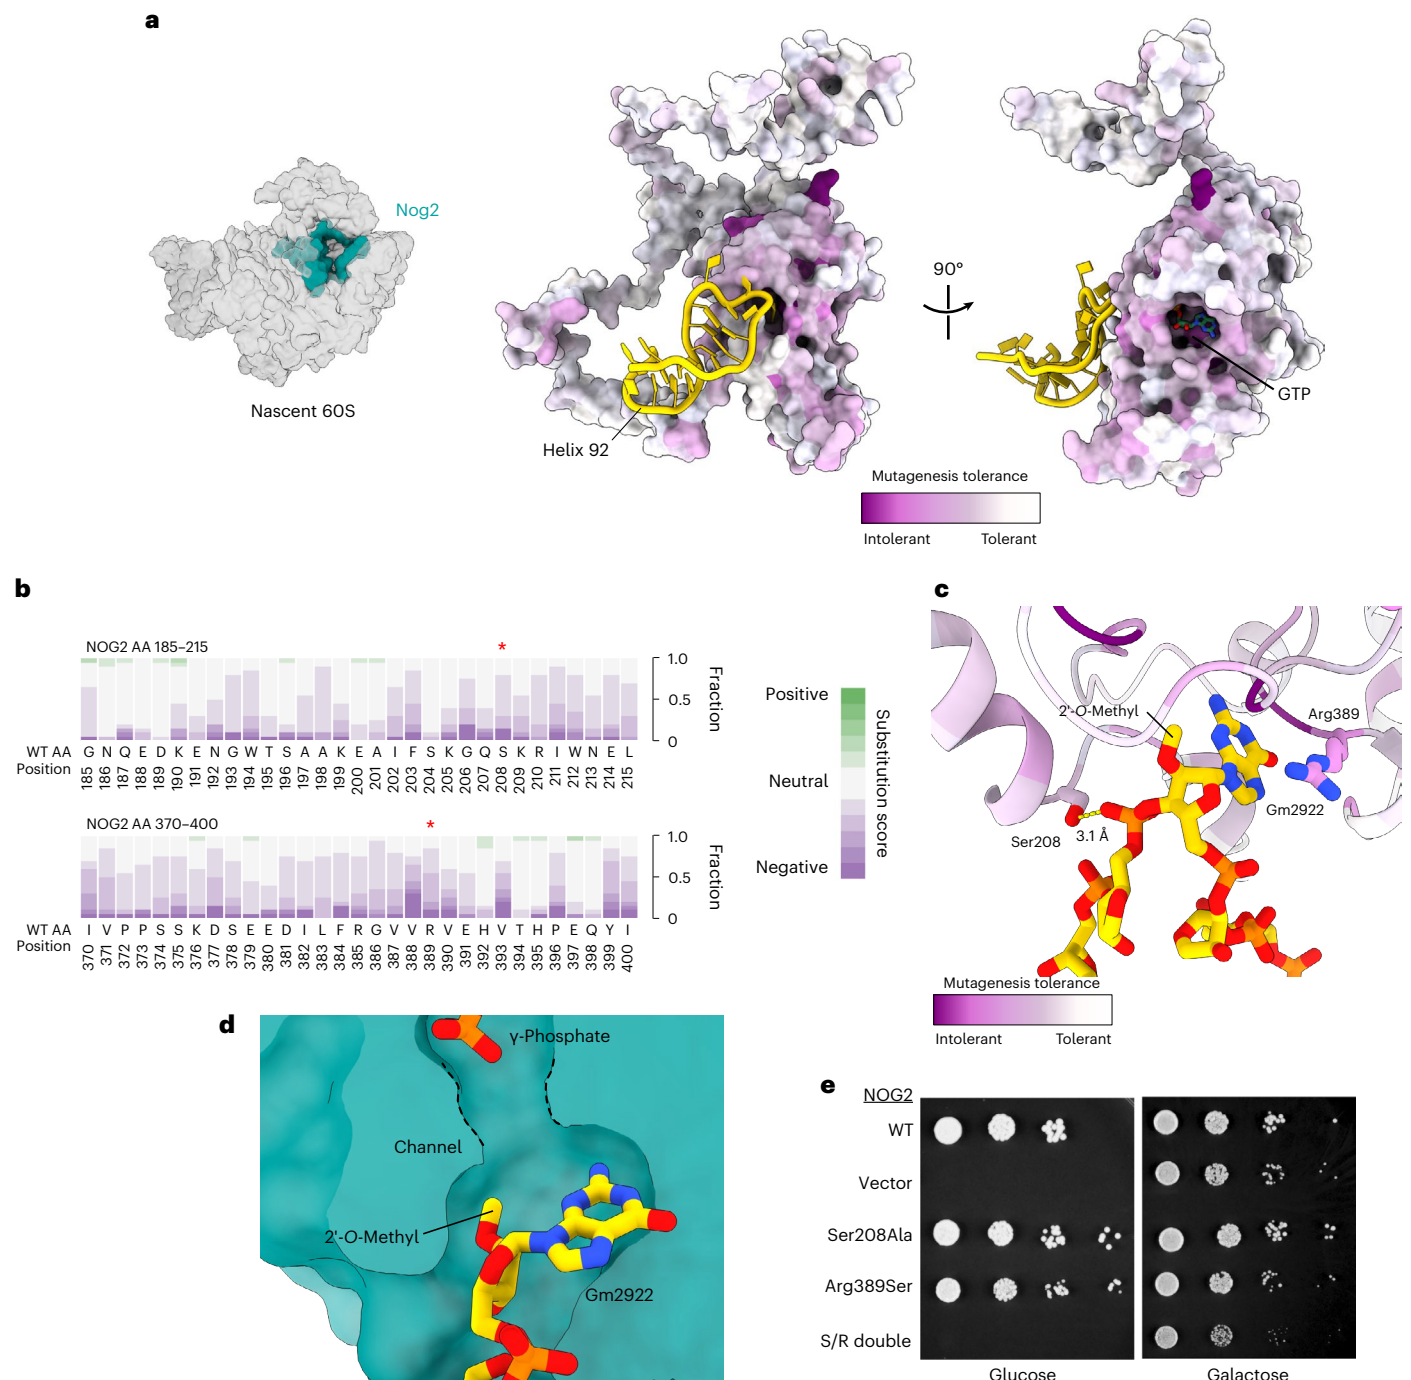 a
Nog2
Nascent 60S
Helix 92
90°
GTP
Mutagenesis tolerance
Intolerant Tolerant
b
NOG2 AA 185–215
*
1.0
0.5
0
Fraction
WT AA G N Q E D K E N G W T S A A K E A I F S K G Q S K R I W N E L
Position 185 186 187 188 189 190 191 192 193 194 195 196 197 198 199 200 201 202 203 204 205 206 207 208 209 210 211 212 213 214 215
NOG2 AA 370–400
*
1.0
0.5
0
Fraction
WT AA I V P P S S K D S E E D I L F R G V V R V E H V T H P E Q Y I
Position 370 371 372 373 374 375 376 377 378 379 380 381 382 383 384 385 386 387 388 389 390 391 392 393 394 395 396 397 398 399 400
Positive
Neutral
Negative
Substitution score
c
2'-O-Methyl
Arg389
Gm2922
Ser208
3.1 Å
Mutagenesis tolerance
Intolerant Tolerant
d
γ-Phosphate
Channel
2'-O-Methyl
Gm2922
e
NOG2
WT
Vector
Ser208Ala
Arg389Ser
S/R double
Glucose Galactose